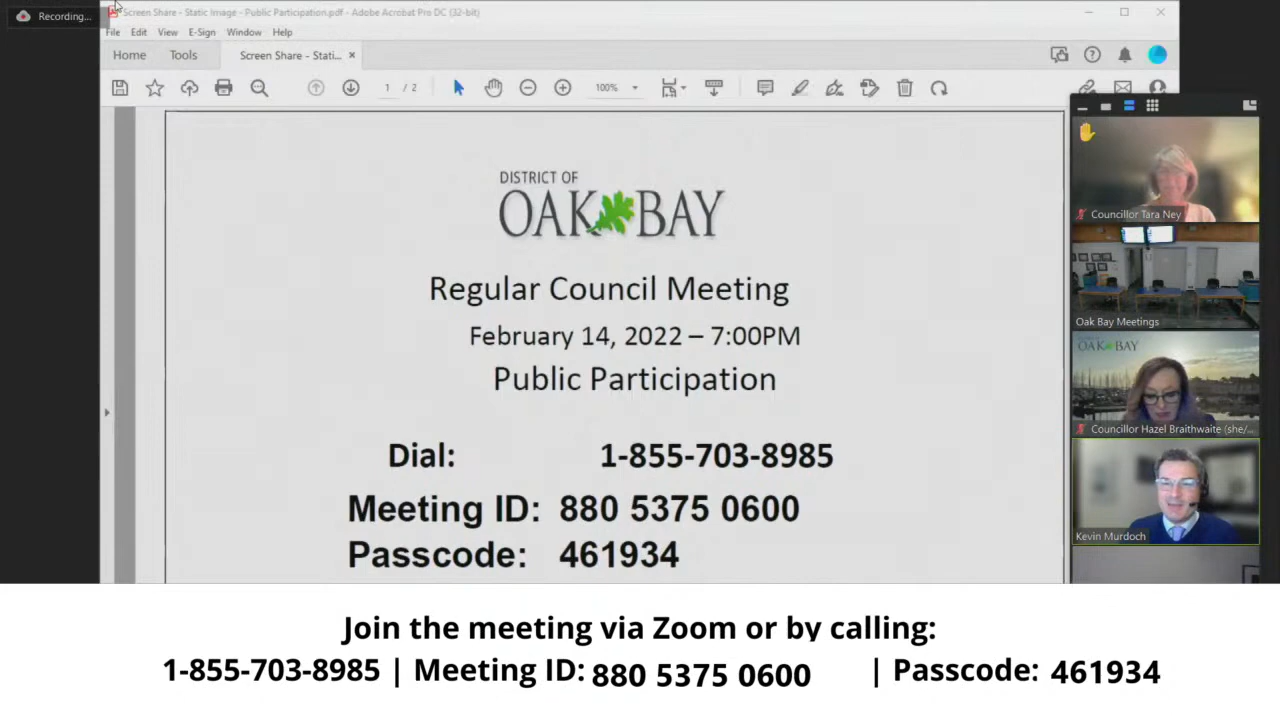 Recording...
Screen Share - Static Image - Public Participation.pdf - Adobe Acrobat Pro DC (32-bit)
File Edit View E-Sign Window Help
Home Tools Screen Share - Stati... ×
1 / 2 100%
DISTRICT OF
OAK BAY
Regular Council Meeting
February 14, 2022 – 7:00PM
Public Participation
Dial: 1-855-703-8985
Meeting ID: 880 5375 0600
Passcode: 461934
Councillor Tara Ney
Oak Bay Meetings
OAK BAY
Councillor Hazel Braithwaite (she/...
Kevin Murdoch
Join the meeting via Zoom or by calling:
1-855-703-8985 | Meeting ID: 880 5375 0600 | Passcode: 461934